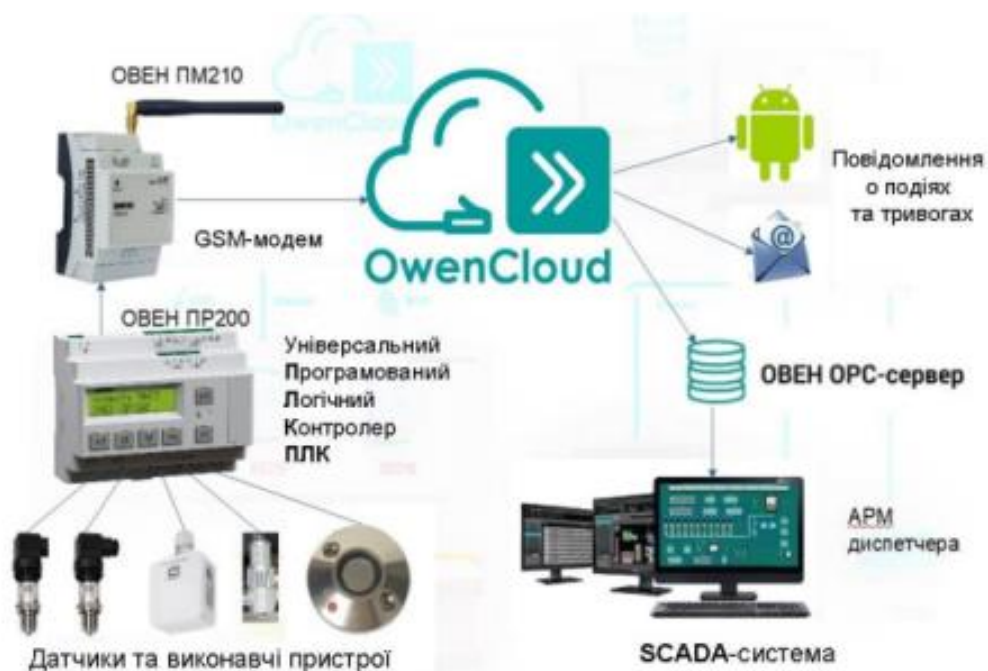 ОВЕН ПМ210
GSM-модем
OwenCloud
Повідомлення
о подіях
та тривогах
ОВЕН ПР200
Універсальний
Програмований
Логічний
Контролер
ПЛК
ОВЕН ОРС-сервер
АРМ
диспетчера
Датчики та виконавчі пристрої
SCADA-система